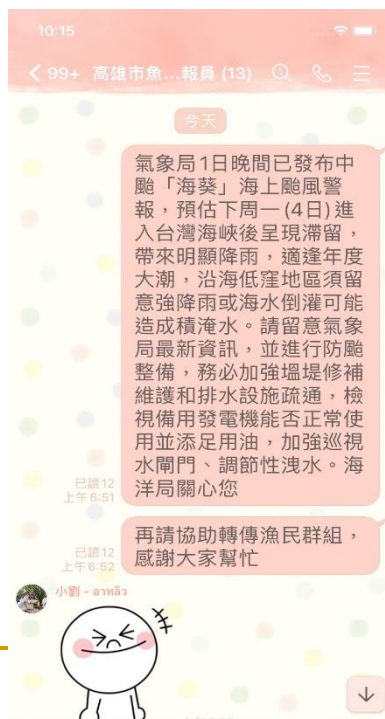 10:15
99+ 高雄市魚...報員 (13)
今天
氣象局1日晚間已發布中
颱「海葵」海上颱風警
報，預估下周一(4日)進
入台灣海峽後呈現滯留，
帶來明顯降雨，適逢年度
大潮，沿海低窪地區須留
意強降雨或海水倒灌可能
造成積淹水。請留意氣象
局最新資訊，並進行防颱
整備，務必加強塭堤修補
維護和排水設施疏通，檢
視備用發電機能否正常使
用並添足用油，加強巡視
水閘門、調節性洩水。海
洋局關心您
已讀12
上午6:51
再請協助轉傳漁民群組，
感謝大家幫忙
已讀12
上午6:52
小劉 - อาหลิว